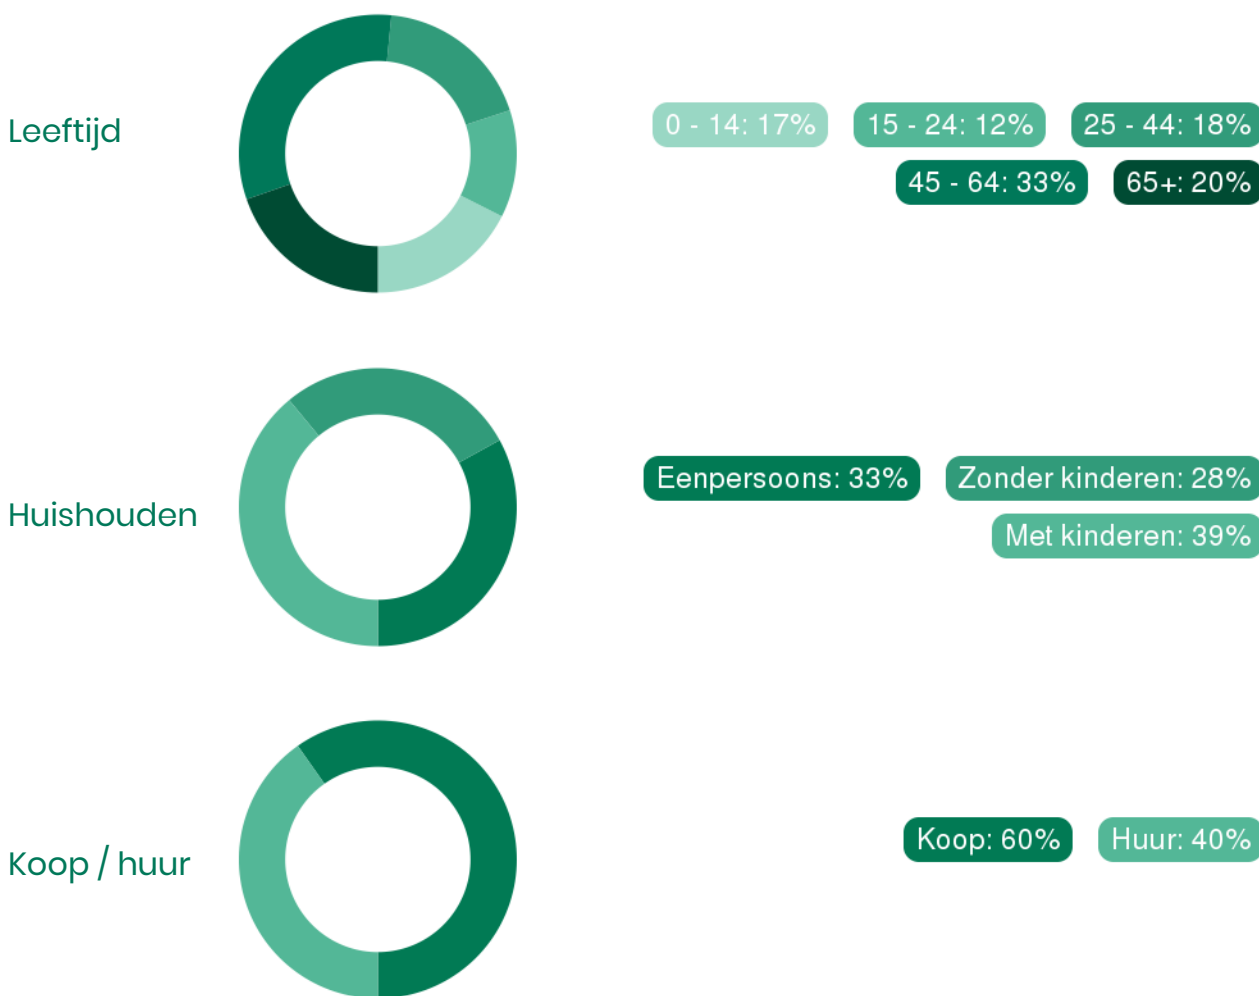 Leeftijd
0 - 14: 17% 15 - 24: 12% 25 - 44: 18%
45 - 64: 33% 65+: 20%
Huishouden
Eenpersoons: 33% Zonder kinderen: 28%
Met kinderen: 39%
Koop / huur
Koop: 60% Huur: 40%